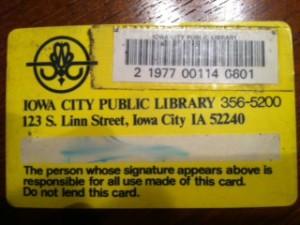 IOWA CITY PUBLIC LIBRARY
2 1977 00114 0601
IOWA CITY PUBLIC LIBRARY 356-5200
123 S. Linn Street, Iowa City IA 52240
The person whose signature appears above is
responsible for all use made of this card.
Do not lend this card.